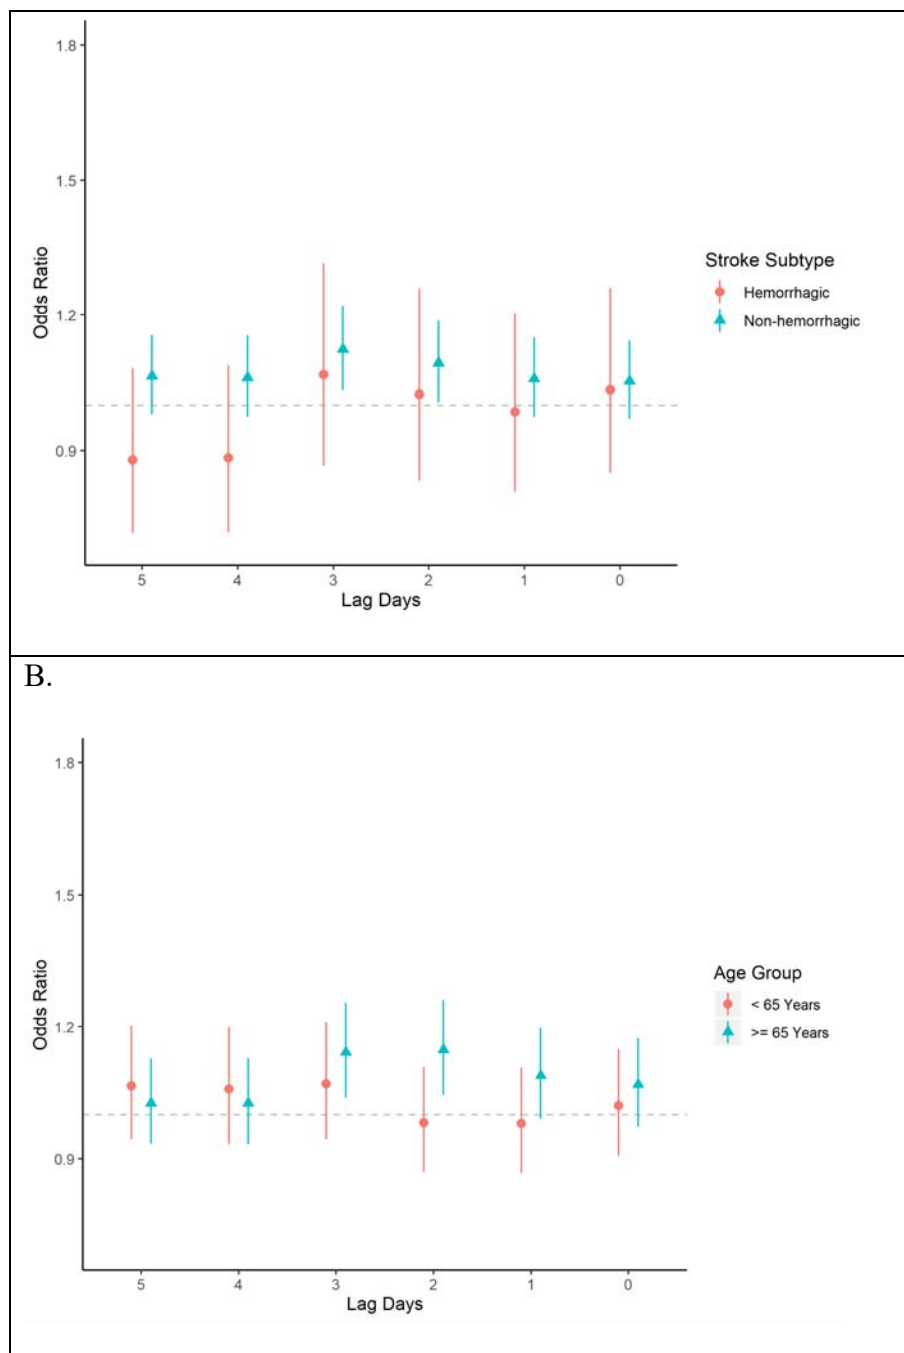 1.8
1.5
1.2
0.9
Odds Ratio
5 4 3 2 1 0
Lag Days
Stroke Subtype
Hemorrhagic
Non-hemorrhagic
B.
1.8
1.5
1.2
0.9
Odds Ratio
5 4 3 2 1 0
Lag Days
Age Group
< 65 Years
>= 65 Years